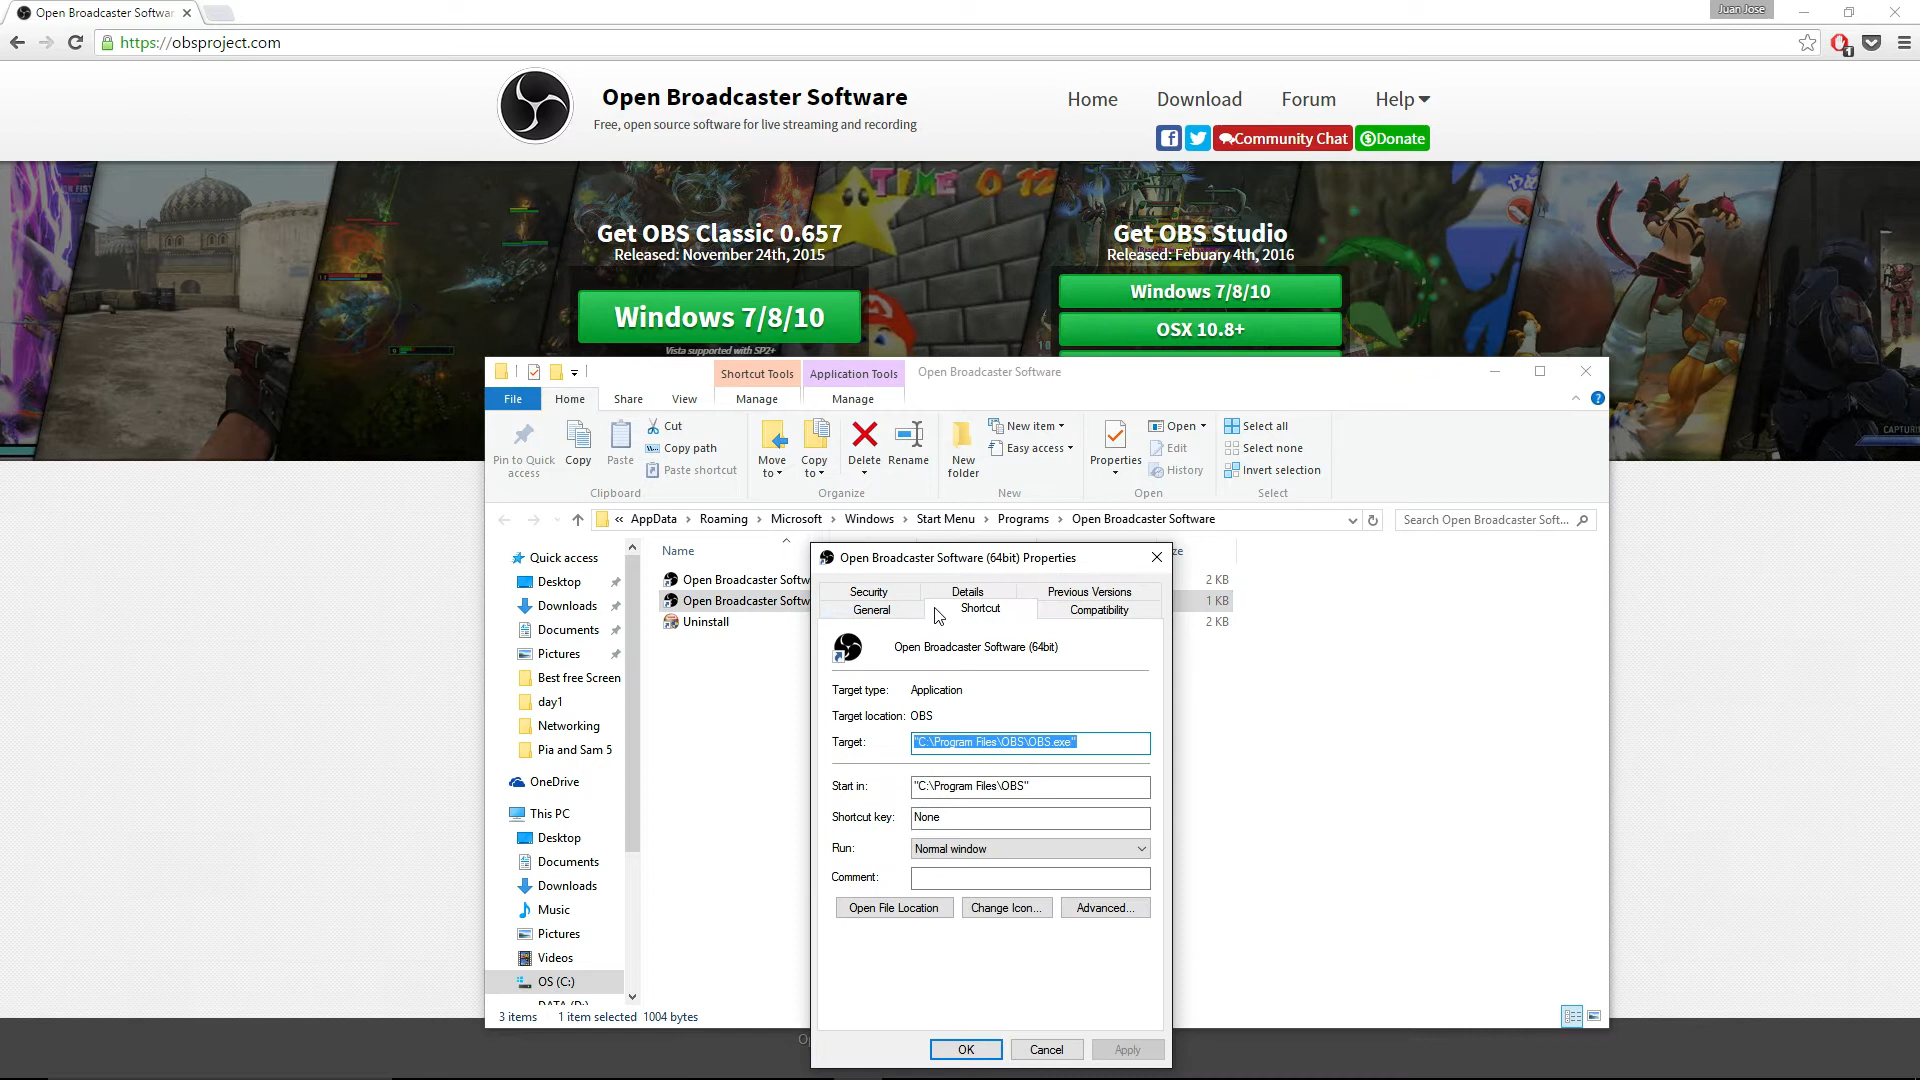 Open Broadcaster Softwar
Juan Jose
https://obsproject.com
1
Open Broadcaster Software
Free, open source software for live streaming and recording
Home
Download
Forum
Help
Community Chat
Donate
TIME 0 12
Get OBS Classic 0.657
Released: November 24th, 2015
Windows 7/8/10
Vista supported with SP2+
Get OBS Studio
Released: Febuary 4th, 2016
Windows 7/8/10
OSX 10.8+
CAPTURI
Shortcut Tools
Application Tools
Open Broadcaster Software
File
Home
Share
View
Manage
Manage
Pin to Quick
access
Copy
Paste
Cut
Copy path
Paste shortcut
Clipboard
Move
to
Copy
to
Delete
Rename
Organize
New
folder
New item
Easy access
New
Properties
Open
Edit
History
Open
Select all
Select none
Invert selection
Select
« AppData › Roaming › Microsoft › Windows › Start Menu › Programs › Open Broadcaster Software
Search Open Broadcaster Soft...
Quick access
Desktop
Downloads
Documents
Pictures
Best free Screen
day1
Networking
Pia and Sam 5
OneDrive
This PC
Desktop
Documents
Downloads
Music
Pictures
Videos
OS (C:)
DATA (D:)
Name
ze
Open Broadcaster Softw
2 KB
Open Broadcaster Softw
1 KB
Uninstall
2 KB
3 items
1 item selected 1004 bytes
Open Broadcaster Software (64bit) Properties
Security
Details
Previous Versions
General
Shortcut
Compatibility
Open Broadcaster Software (64bit)
Target type: Application
Target location: OBS
Target: "C:\Program Files\OBS\OBS.exe"
Start in: "C:\Program Files\OBS"
Shortcut key: None
Run: Normal window
Comment:
Open File Location
Change Icon...
Advanced...
OK
Cancel
Apply